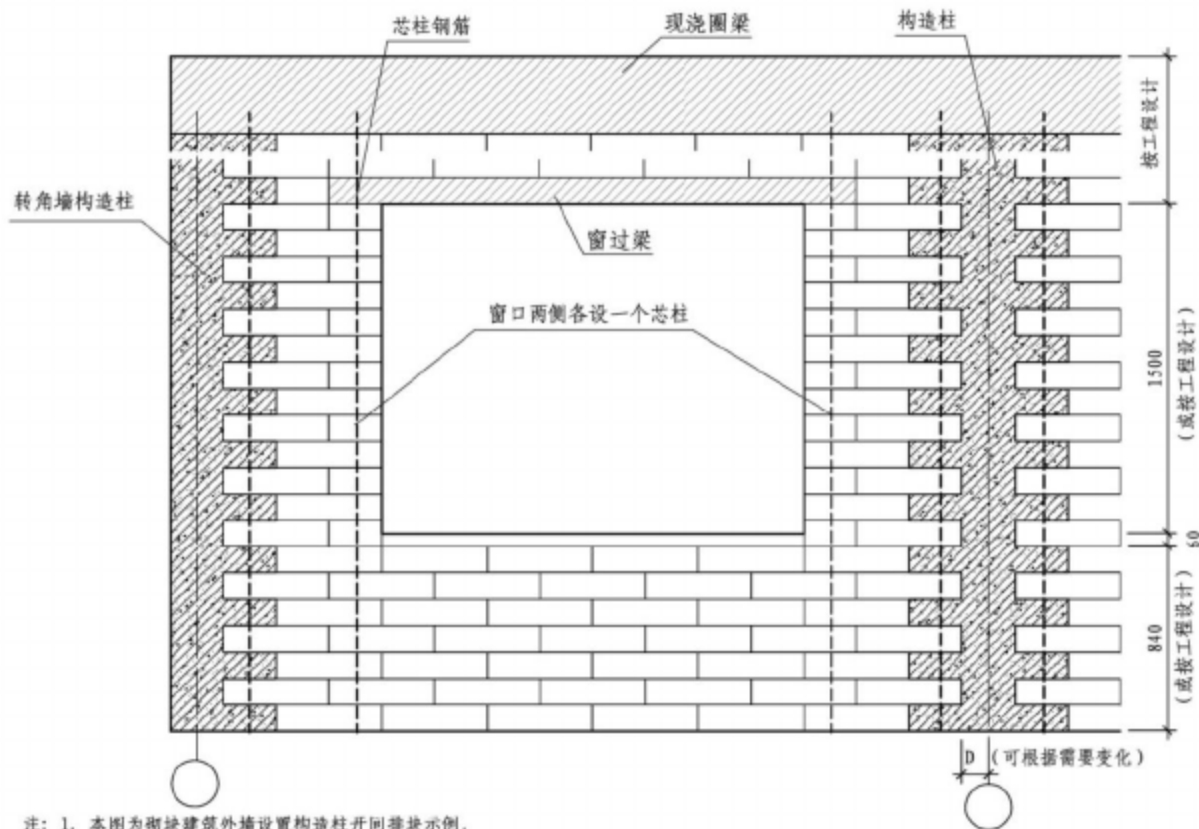 芯柱钢筋
现浇圈梁
构造柱
按工程设计
转角墙构造柱
窗过梁
窗口两侧各设一个芯柱
1500
(或按工程设计)
60
840
(或按工程设计)
D (可根据需要变化)
注: 1. 本图为砌块建筑外墙设置构造柱开间排块示例.